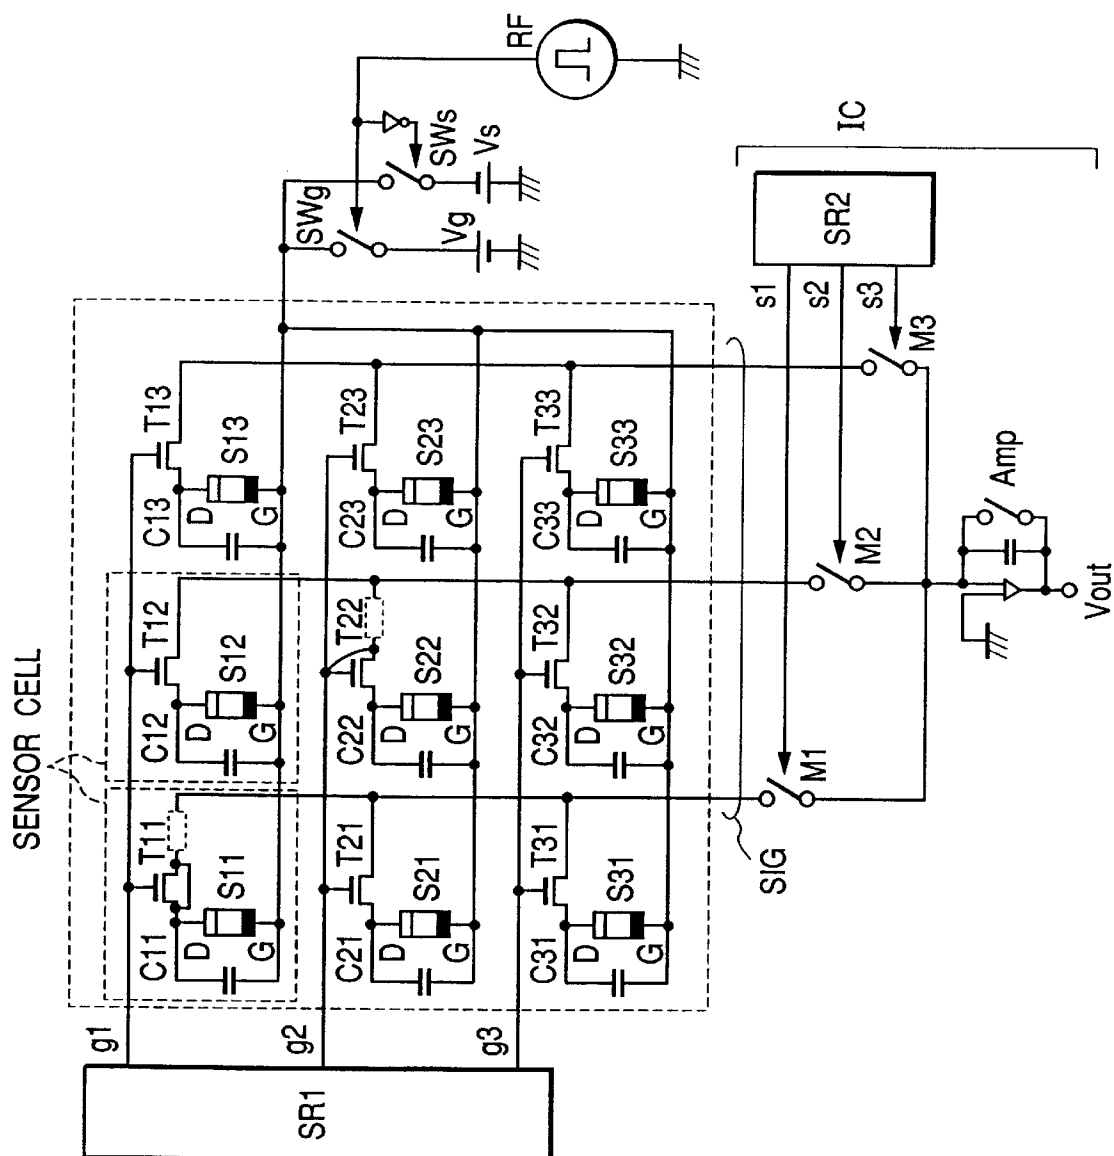 SENSOR CELL
SR1
g1
g2
g3
C11
T11
D
S11
G
C12
T12
D
S12
G
C13
T13
D
S13
G
C21
T21
D
S21
G
C22
T22
D
S22
G
C23
T23
D
S23
G
C31
T31
D
S31
G
C32
T32
D
S32
G
C33
T33
D
S33
G
SWg
Vg
SWs
Vs
RF
SIG
M1
M2
M3
s1
s2
s3
SR2
IC
Amp
Vout